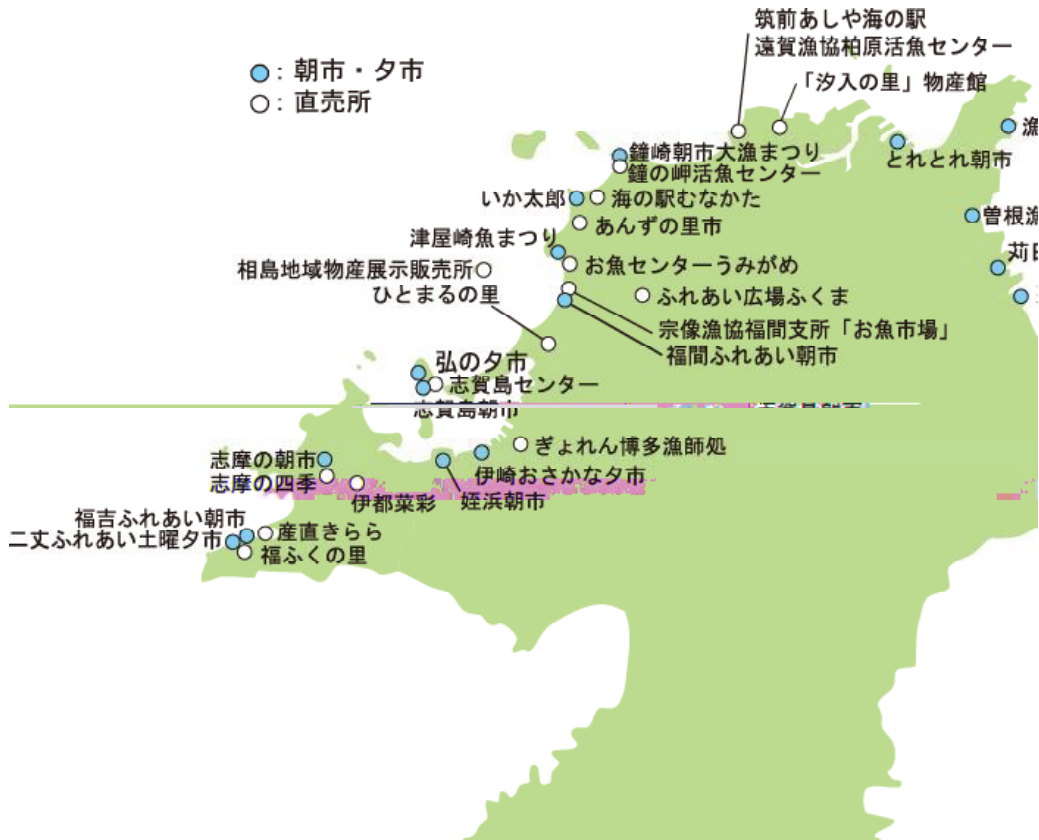 筑前あしや海の駅
遠賀漁協柏原活魚センター
：朝市・夕市
：直売所
「汐入の里」物産館
漁
とれとれ朝市
鐘崎朝市大漁まつり
鐘の岬活魚センター
いか太郎
海の駅むなかた
曽根漁
あんずの里市
津屋崎魚まつり
お魚センターうみがめ
苅田
相島地域物産展示販売所
ひとまるの里
ふれあい広場ふくま
宗像漁協福間支所「お魚市場」
福間ふれあい朝市
弘の夕市
志賀島センター
志賀島朝市
ぎょれん博多漁師処
志摩の朝市
伊崎おさかな夕市
志摩の四季
伊都菜彩
姪浜朝市
福吉ふれあい朝市
産直きらら
二丈ふれあい土曜夕市
福ふくの里